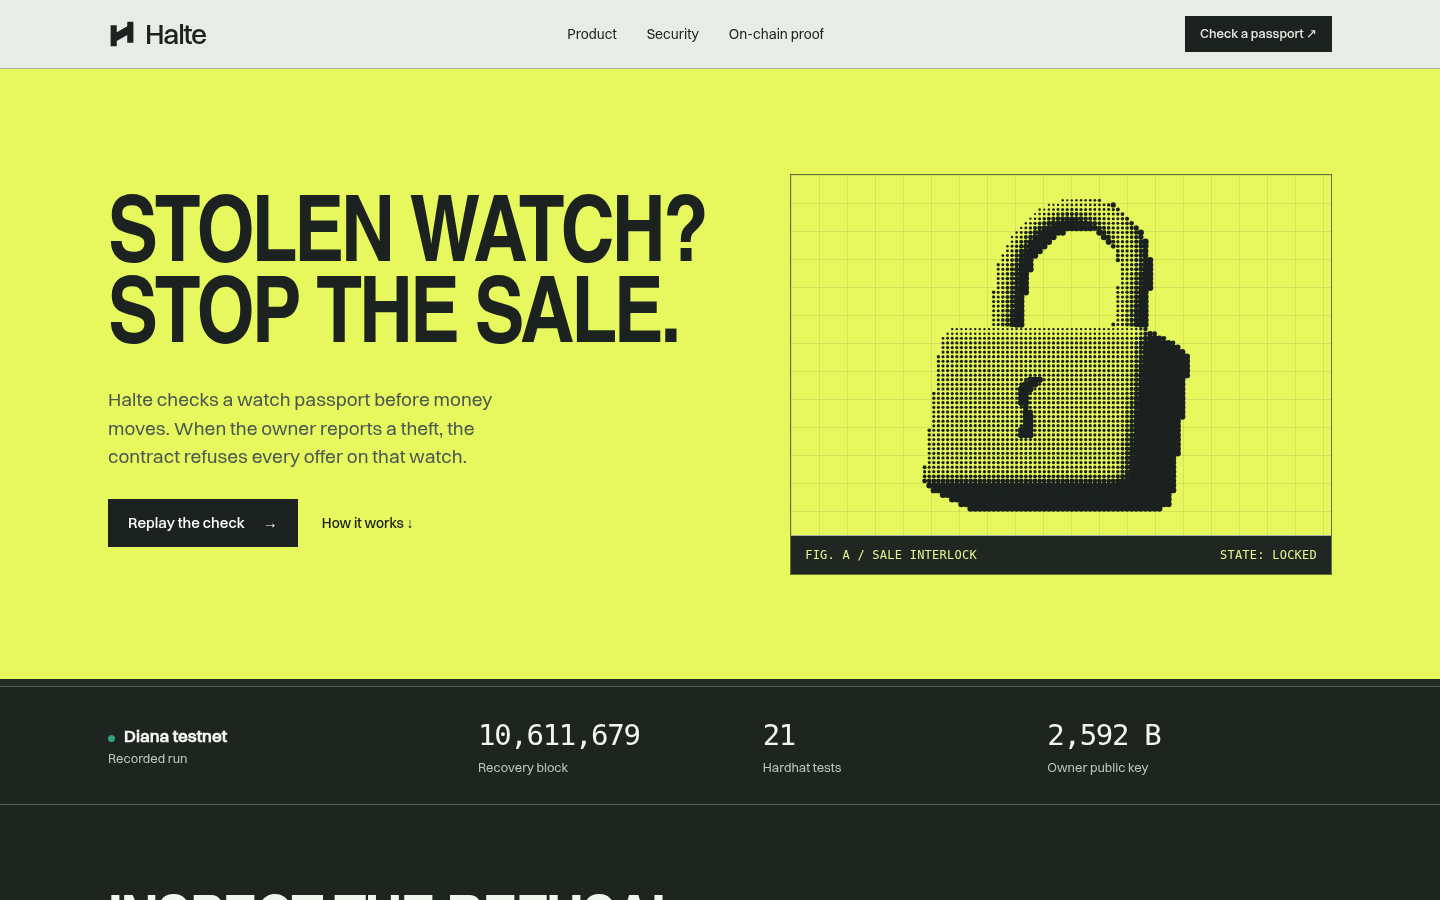 Halte
Product
Security
On-chain proof
Check a passport ↗
STOLEN WATCH?
STOP THE SALE.
Halte checks a watch passport before money
moves. When the owner reports a theft, the
contract refuses every offer on that watch.
Replay the check →
How it works ↓
FIG. A / SALE INTERLOCK
STATE: LOCKED
Diana testnet
Recorded run
10,611,679
Recovery block
21
Hardhat tests
2,592 B
Owner public key
INSPECT THE REFUSAL